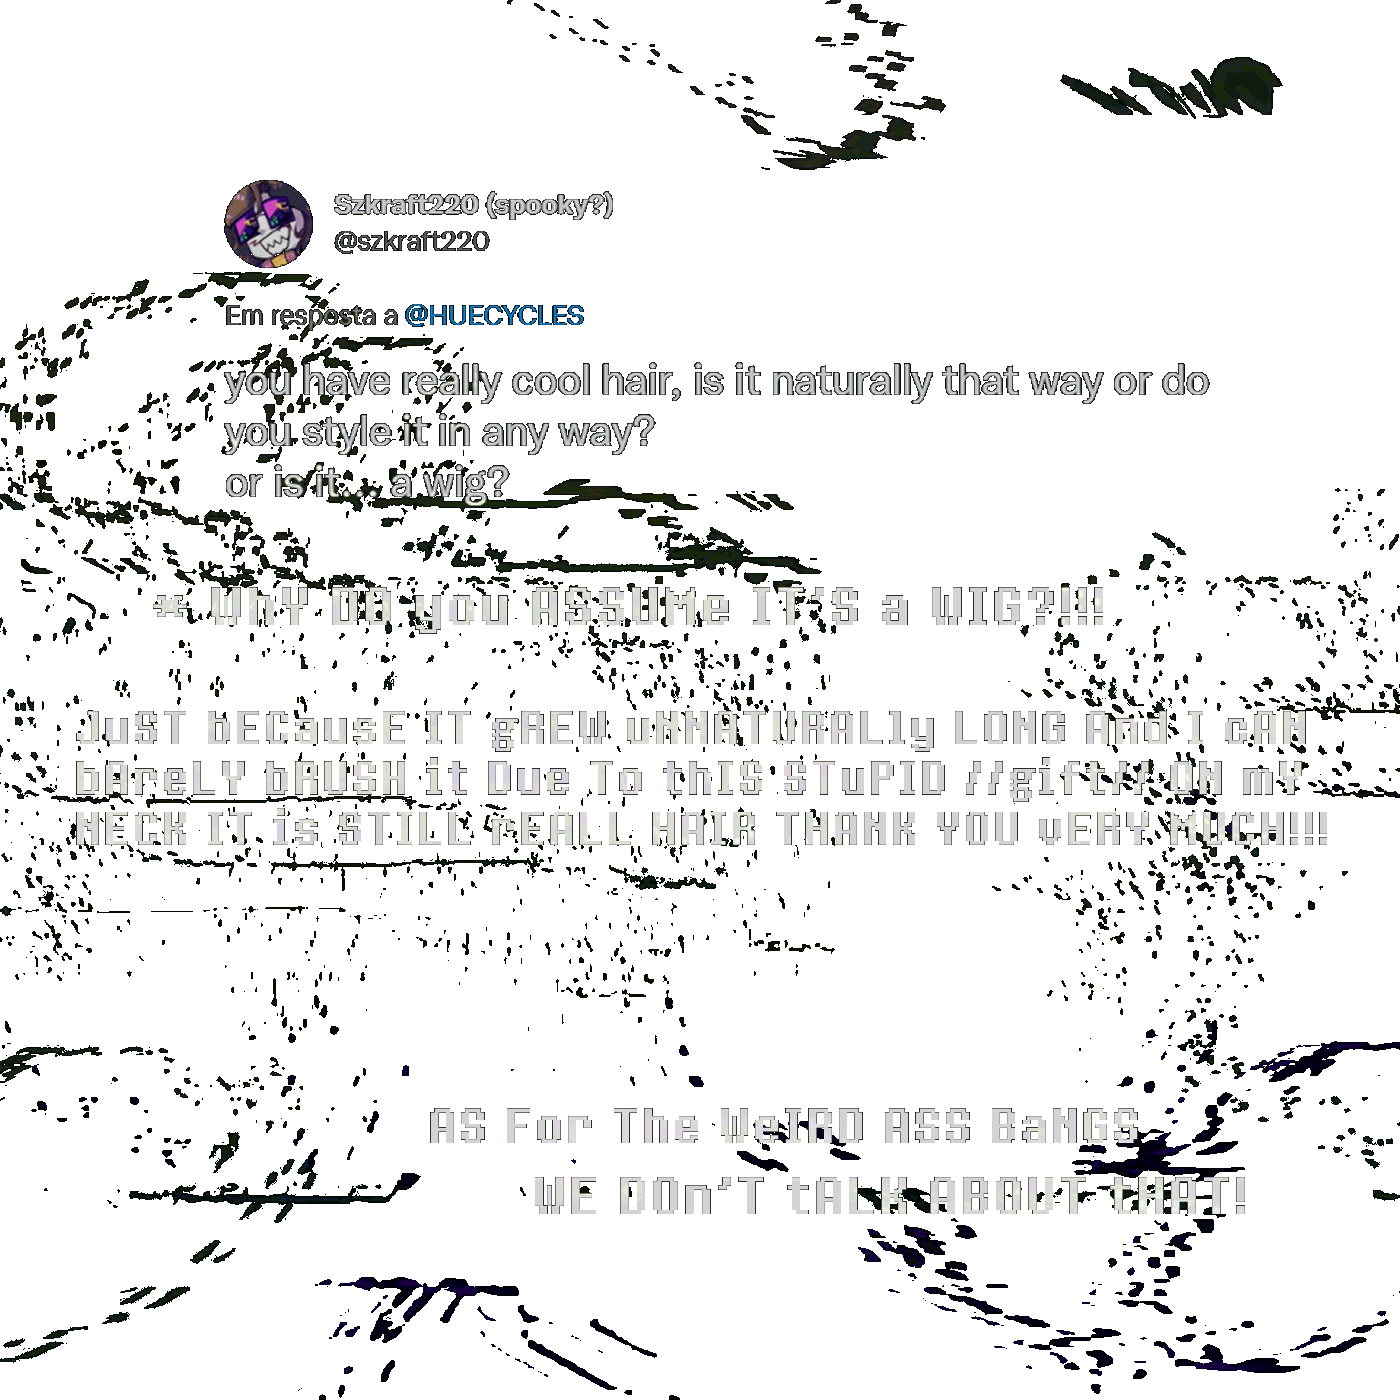 Szkraft220 (spooky?)
@szkraft220
Em resposta a @HUECYCLES
you have really cool hair, is it naturally that way or do
you style it in any way?
or is it... a wig?
* WhY DO you ASSUMe IT'S a WIG?!!!
JuST bECausE IT gREW uNNATURALly LONG And I cAN
bAreLY bRUSH it Due To thIS STuPID //gift// ON mY
NECK IT is STILL rEALL HAIR THANK YOU vERY MUCH!!!
AS For The WeIRD ASS BaNGS
WE DOn'T tALK ABOUT tHAT!